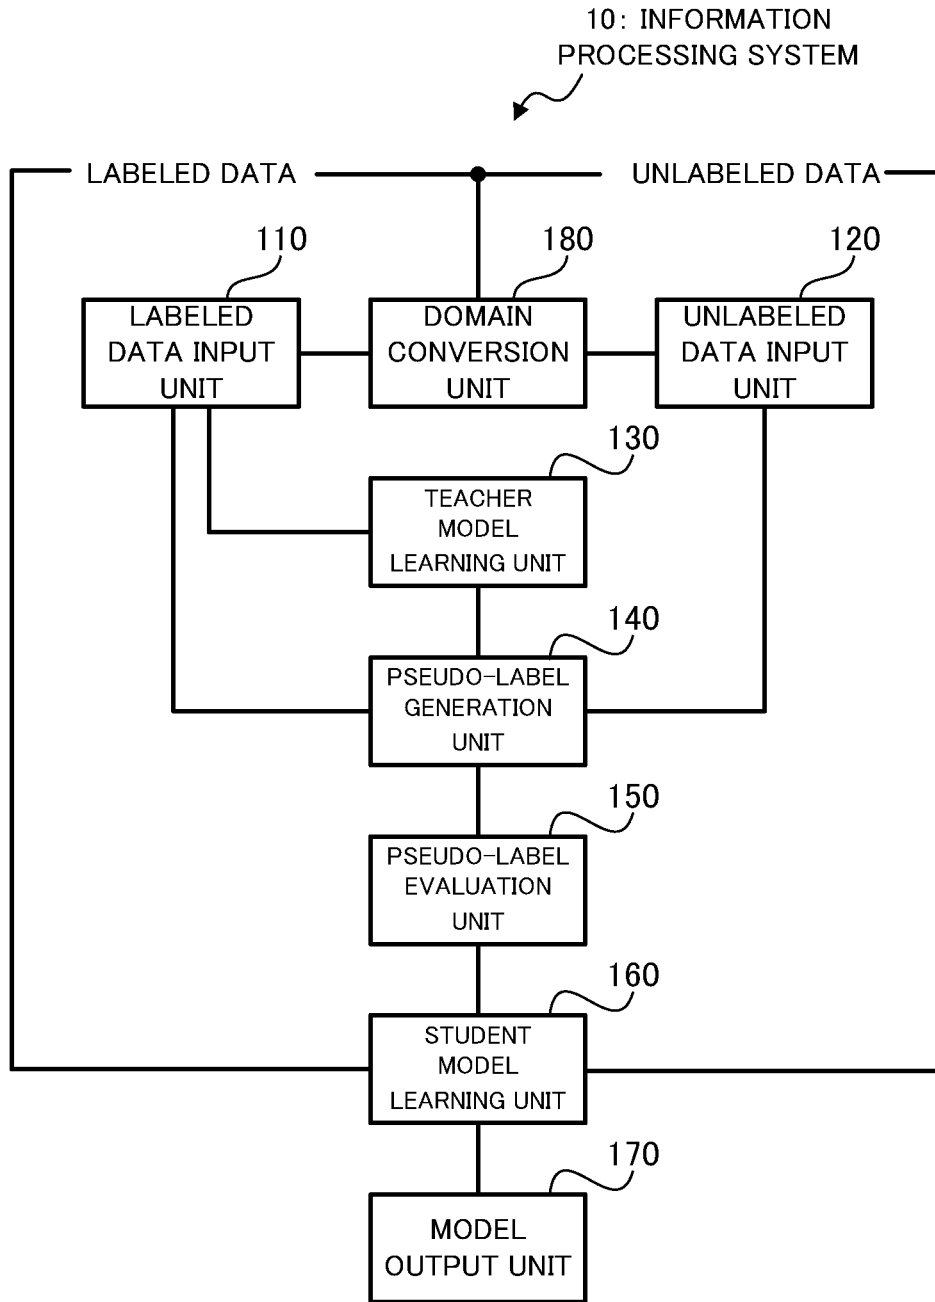 10: INFORMATION
PROCESSING SYSTEM
LABELED DATA
UNLABELED DATA
110
180
120
LABELED
DATA INPUT
UNIT
DOMAIN
CONVERSION
UNIT
UNLABELED
DATA INPUT
UNIT
130
TEACHER
MODEL
LEARNING UNIT
140
PSEUDO-LABEL
GENERATION
UNIT
150
PSEUDO-LABEL
EVALUATION
UNIT
160
STUDENT
MODEL
LEARNING UNIT
170
MODEL
OUTPUT UNIT